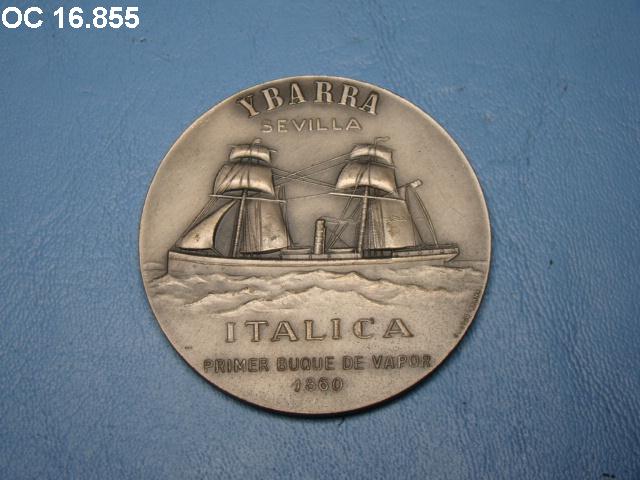 OC 16.855
YBARRA
SEVILLA
ITALICA
PRIMER BUQUE DE VAPOR
1860